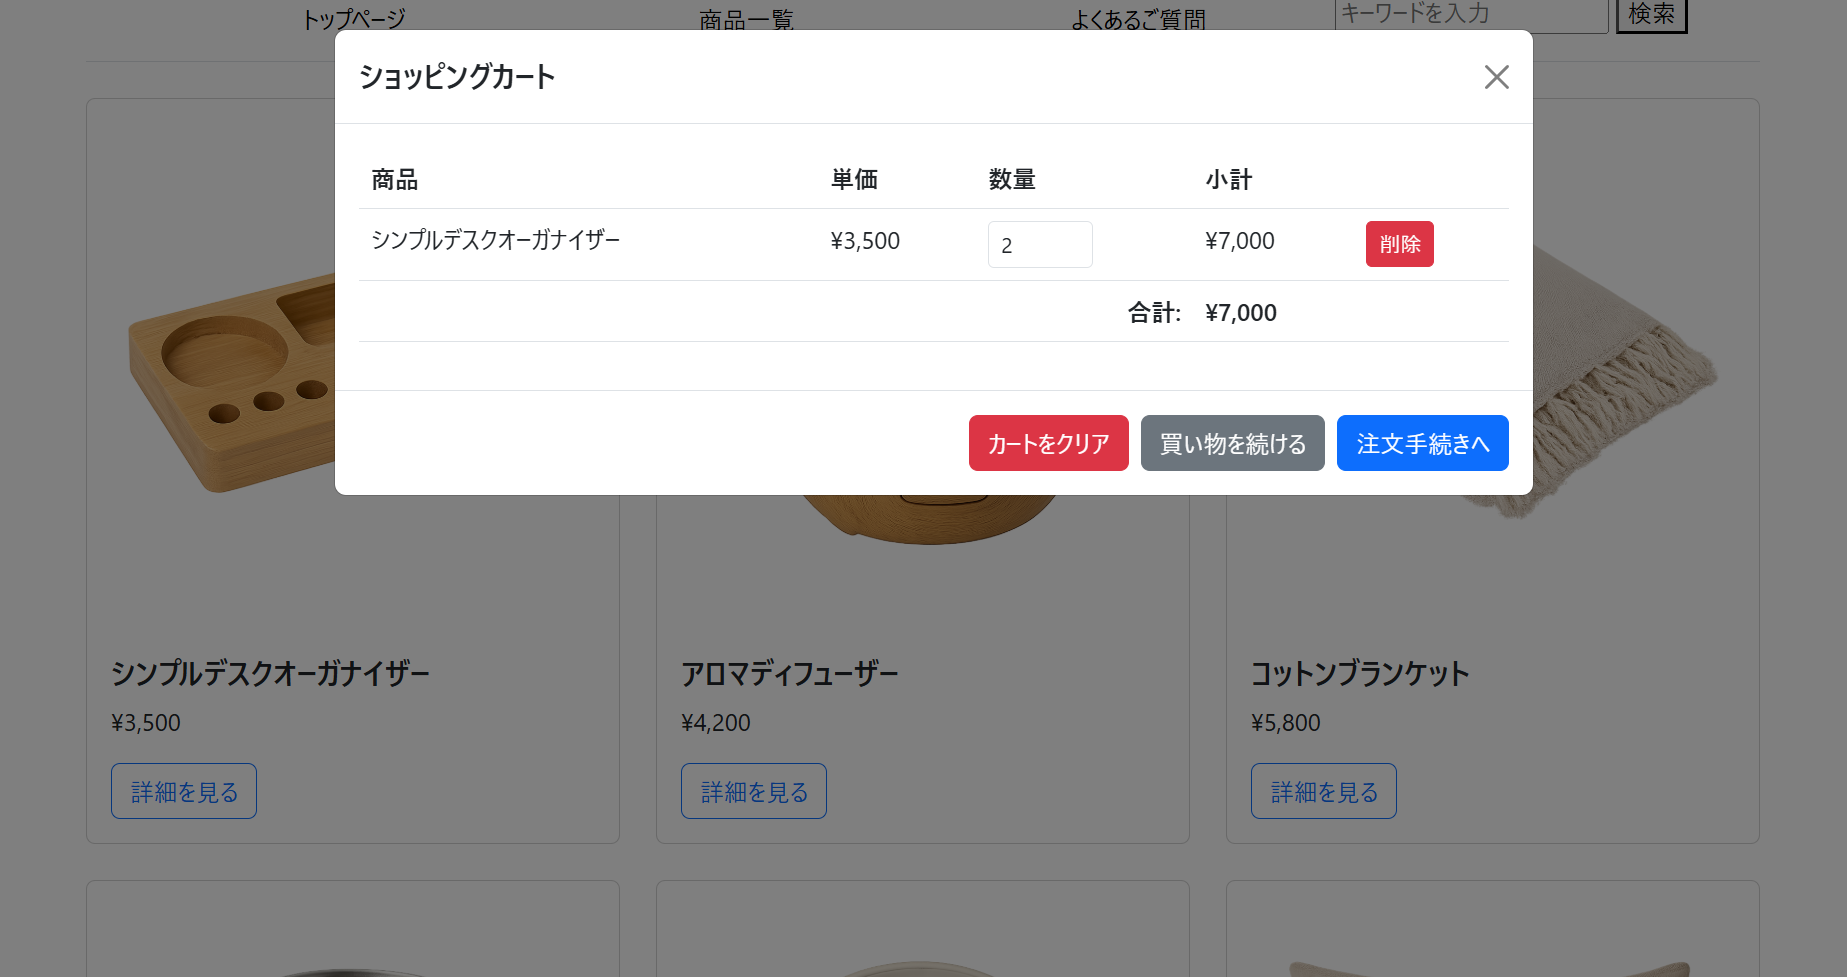 トップページ 商品一覧 よくあるご質問 キーワードを入力 検索
ショッピングカート
商品 単価 数量 小計
シンプルデスクオーガナイザー ¥3,500 2 ¥7,000 削除
合計: ¥7,000
カートをクリア 買い物を続ける 注文手続きへ
シンプルデスクオーガナイザー アロマディフューザー コットンブランケット
¥3,500 ¥4,200 ¥5,800
詳細を見る 詳細を見る 詳細を見る